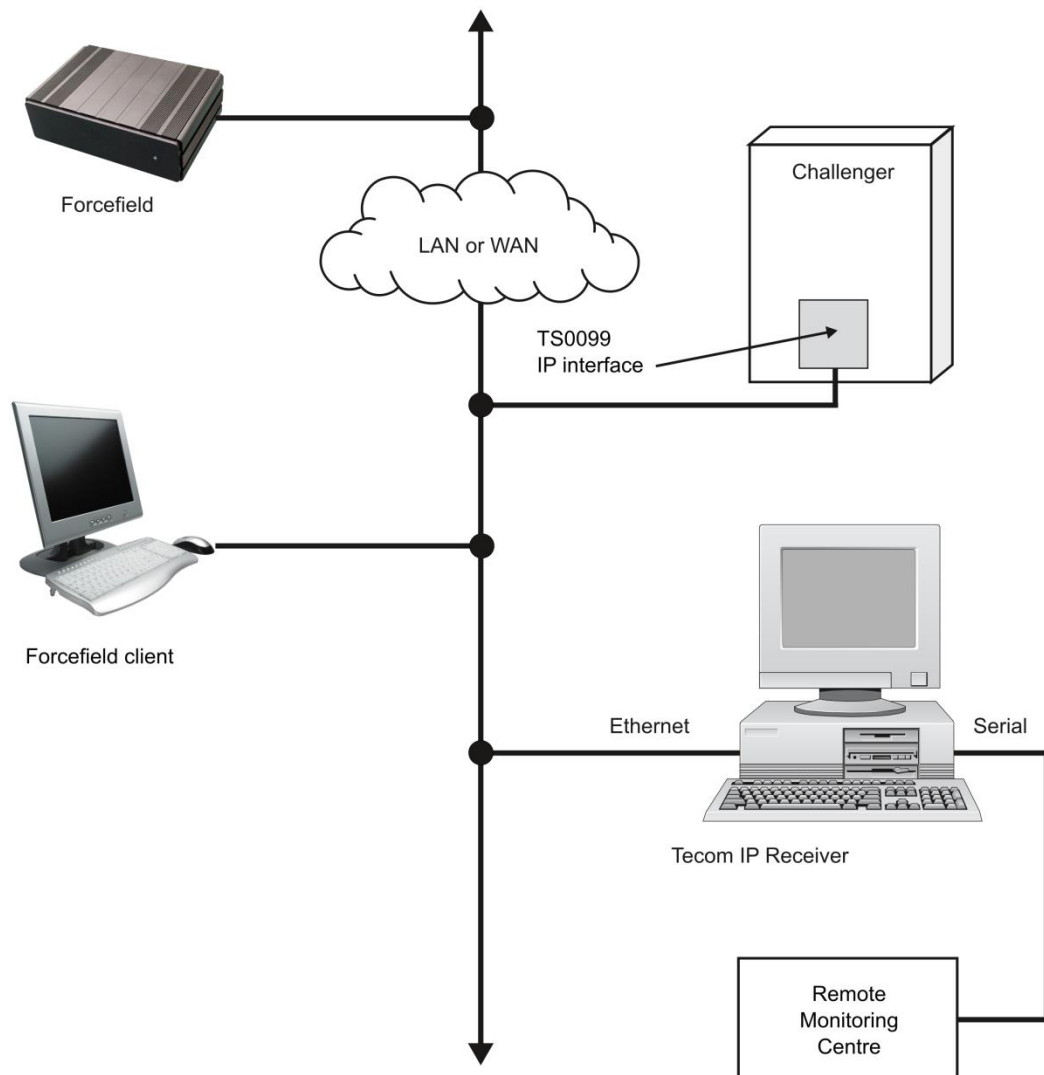 Forcefield
LAN or WAN
Challenger
TS0099
IP interface
Forcefield client
Ethernet
Serial
Tecom IP Receiver
Remote
Monitoring
Centre